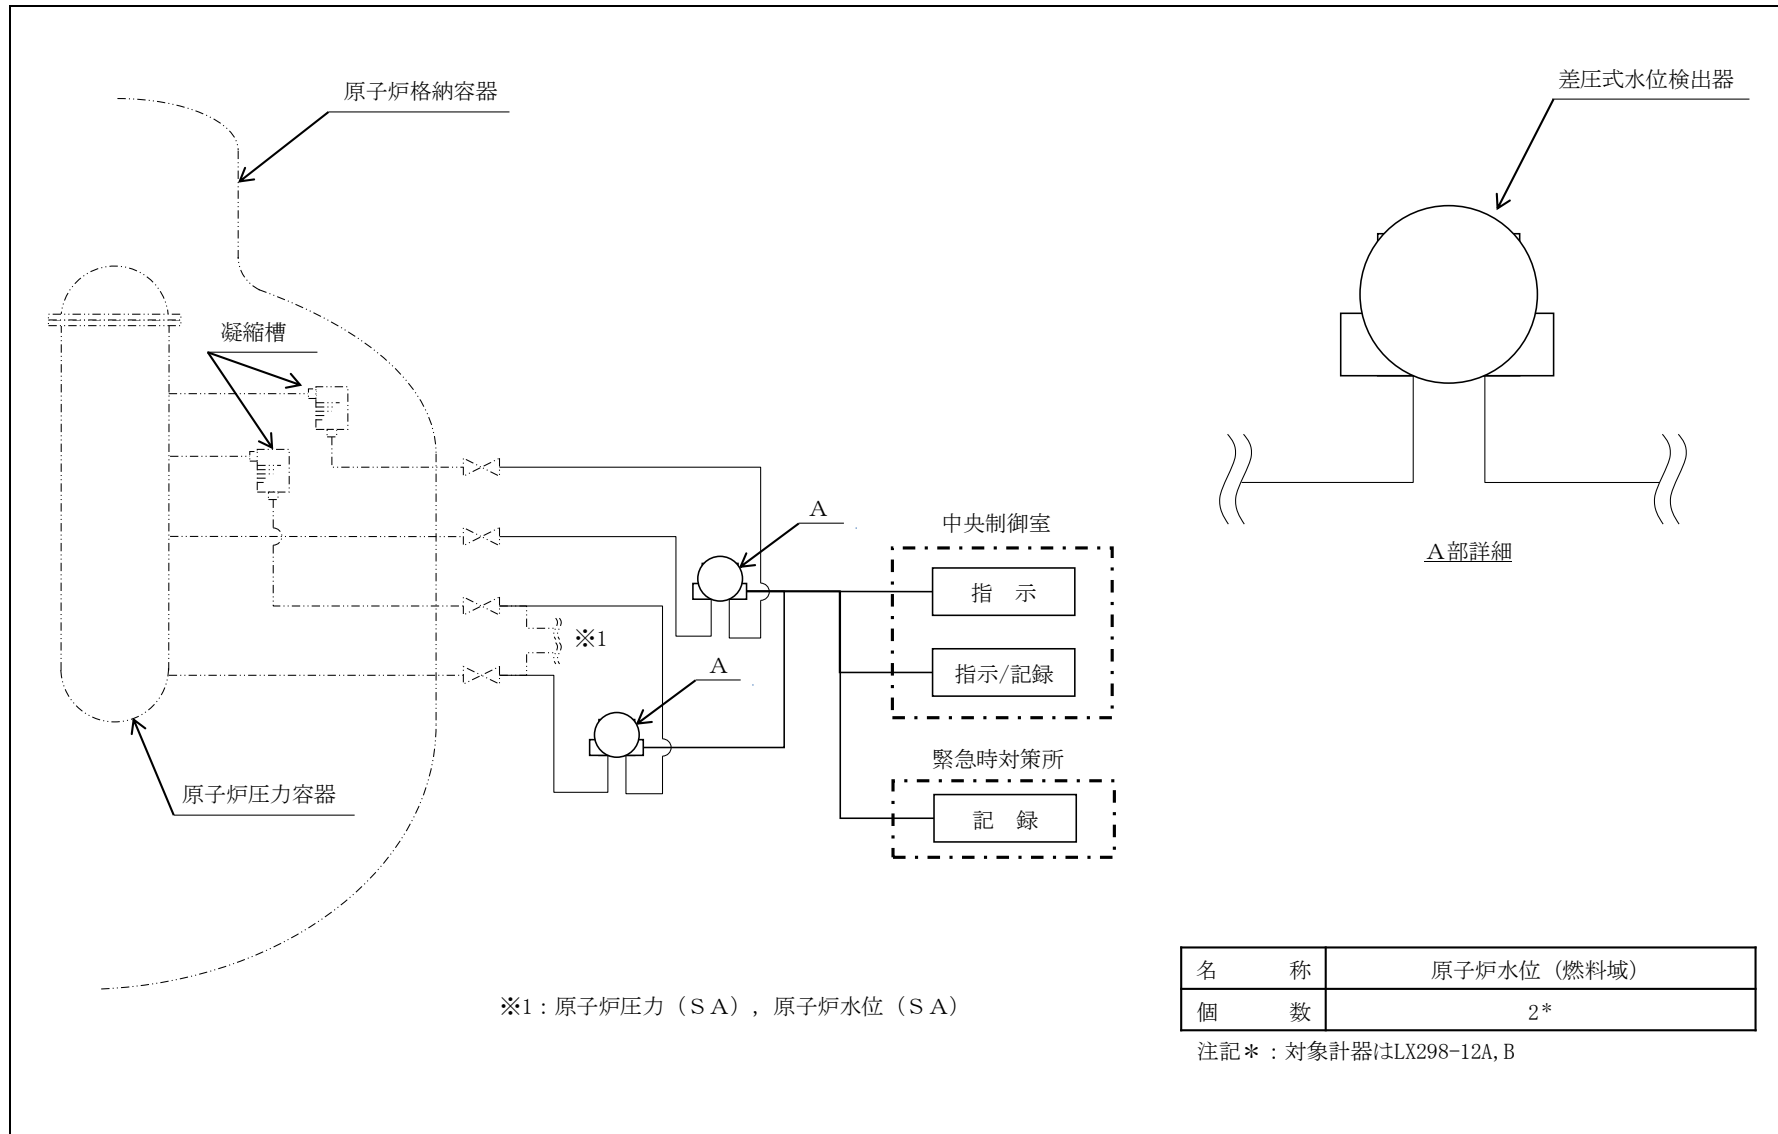 原子炉格納容器
差圧式水位検出器
凝縮槽
A
中央制御室
指　示
A部詳細
※1
指示/記録
A
緊急時対策所
原子炉圧力容器
記　録
名　称　原子炉水位（燃料域）
個　数　2*
※1：原子炉圧力（ＳＡ），原子炉水位（ＳＡ）
注記＊：対象計器はLX298-12A,B